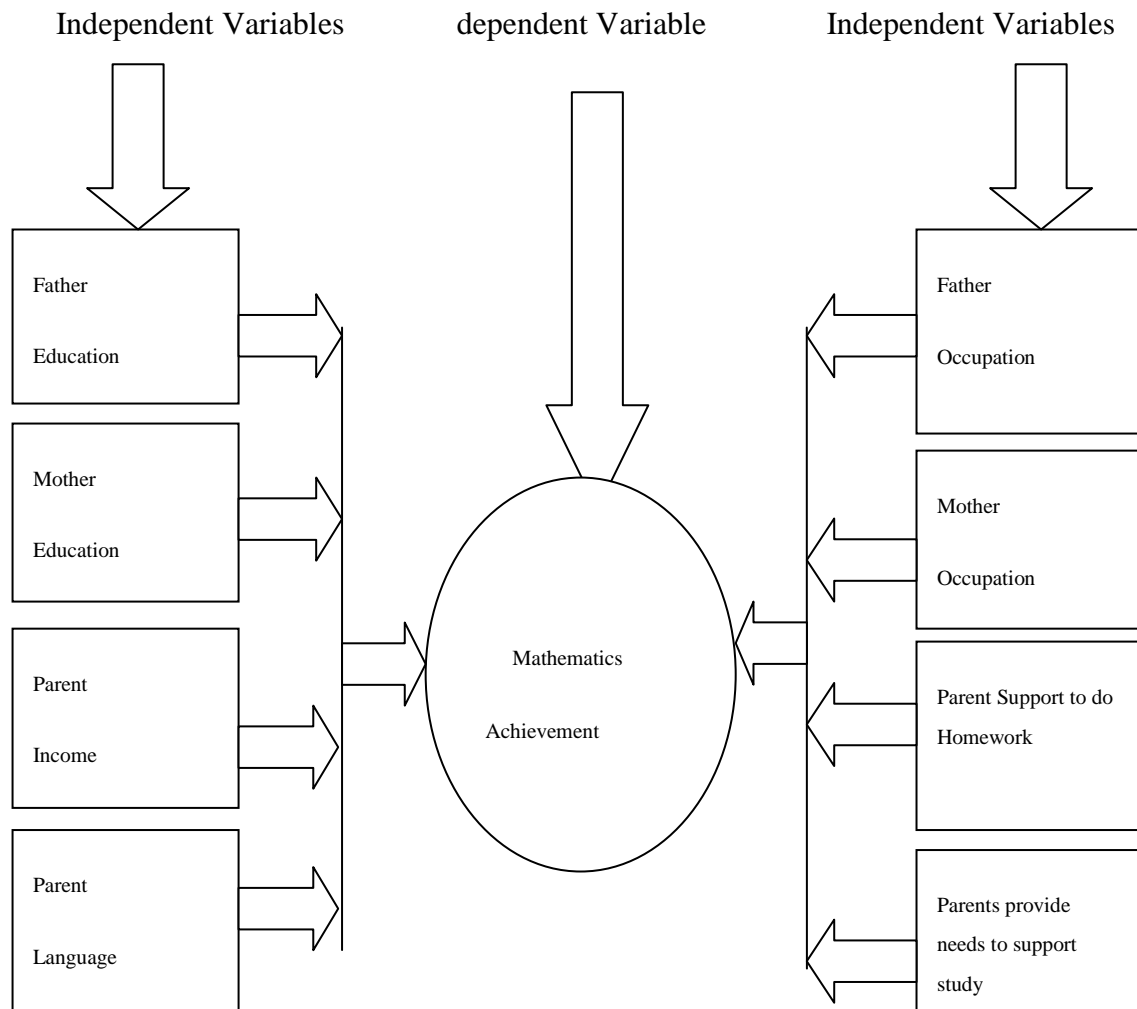 Independent Variables
dependent Variable
Independent Variables
Father
Education
Mother
Education
Parent
Income
Parent
Language
Mathematics
Achievement
Father
Occupation
Mother
Occupation
Parent Support to do
Homework
Parents provide
needs to support
study